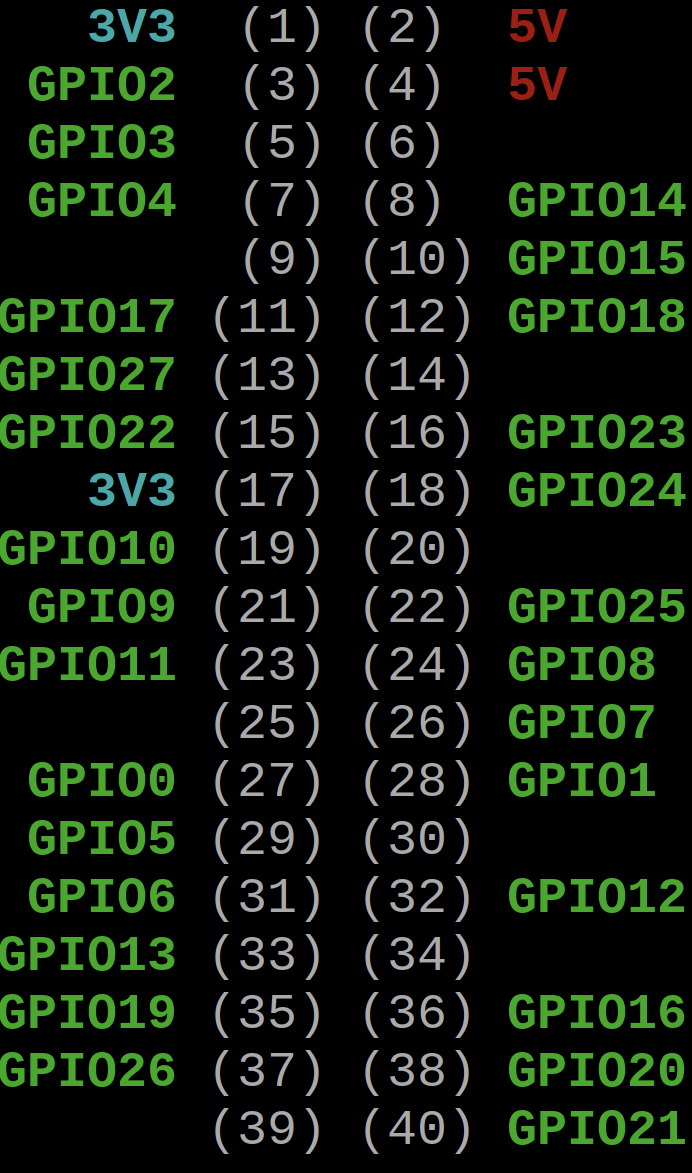 3V3 (1) (2) 5V
GPIO2 (3) (4) 5V
GPIO3 (5) (6)
GPIO4 (7) (8) GPIO14
(9) (10) GPIO15
GPIO17 (11) (12) GPIO18
GPIO27 (13) (14)
GPIO22 (15) (16) GPIO23
3V3 (17) (18) GPIO24
GPIO10 (19) (20)
GPIO9 (21) (22) GPIO25
GPIO11 (23) (24) GPIO8
(25) (26) GPIO7
GPIO0 (27) (28) GPIO1
GPIO5 (29) (30)
GPIO6 (31) (32) GPIO12
GPIO13 (33) (34)
GPIO19 (35) (36) GPIO16
GPIO26 (37) (38) GPIO20
(39) (40) GPIO21